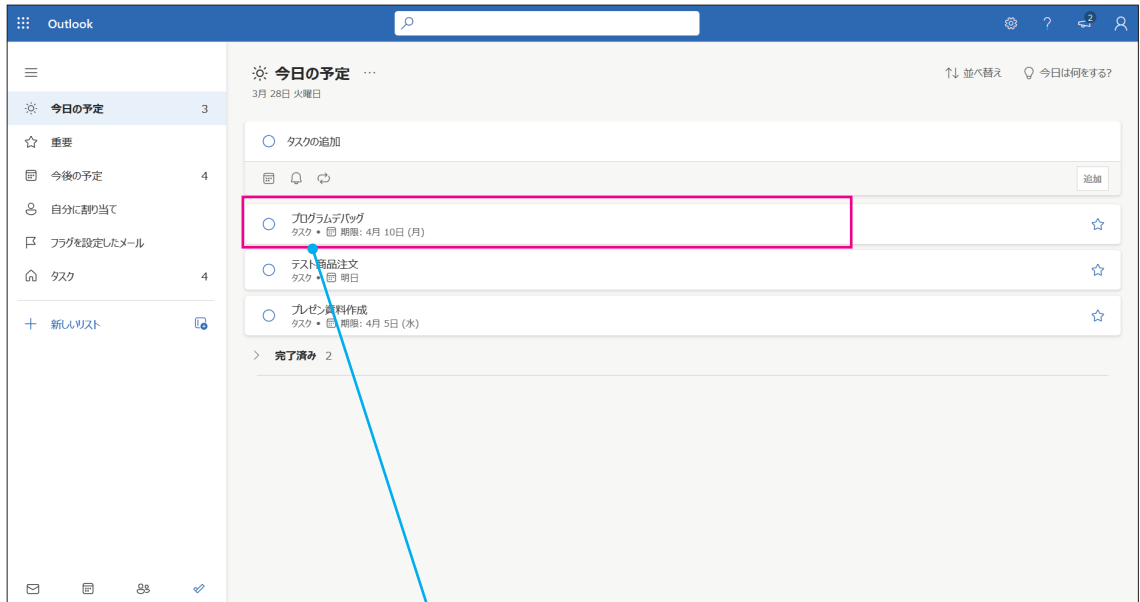 Outlook
2
今日の予定 3
重要
今後の予定 4
自分に割り当て
フラグを設定したメール
タスク 4
新しいリスト
今日の予定 …
3月 28日 火曜日
並べ替え
今日は何をする?
タスクの追加
追加
プログラムデバッグ
タスク • 期限: 4月 10日 (月)
テスト商品注文
タスク • 明日
プレゼン資料作成
タスク • 期限: 4月 5日 (水)
完了済み 2